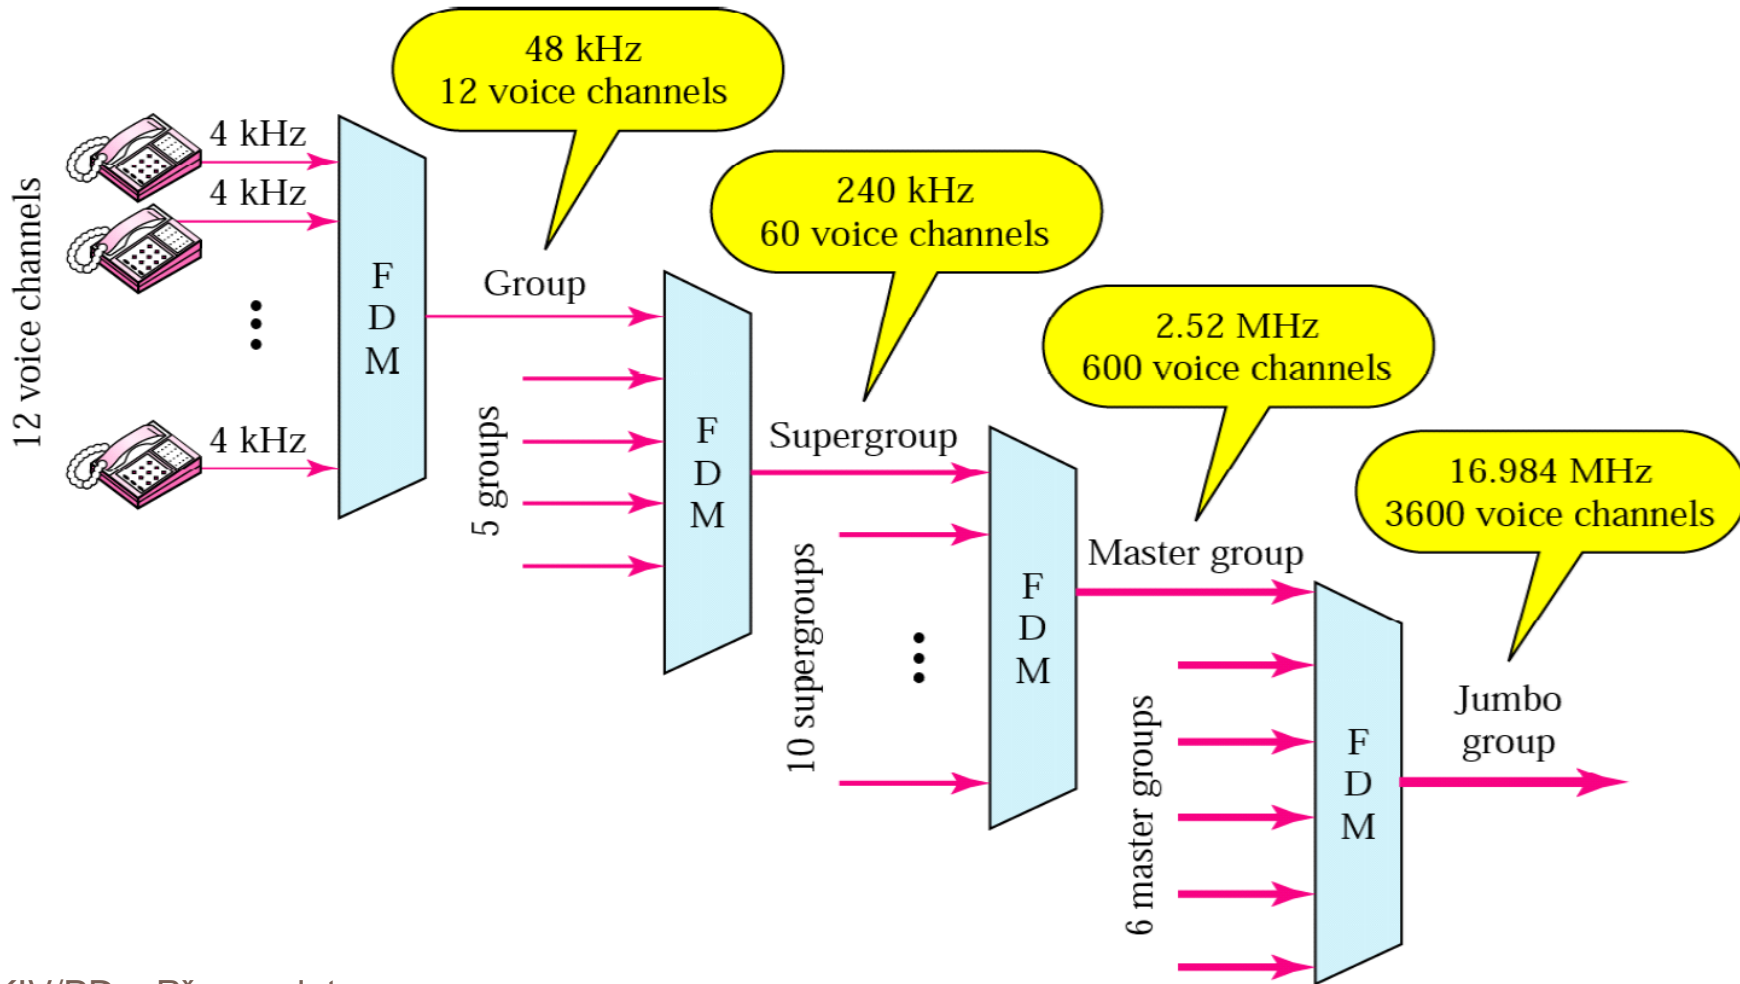 48 kHz
12 voice channels
12 voice channels
4 kHz
4 kHz
4 kHz
F
D
M
Group
240 kHz
60 voice channels
5 groups
F
D
M
Supergroup
2.52 MHz
600 voice channels
10 supergroups
F
D
M
Master group
16.984 MHz
3600 voice channels
6 master groups
F
D
M
Jumbo
group